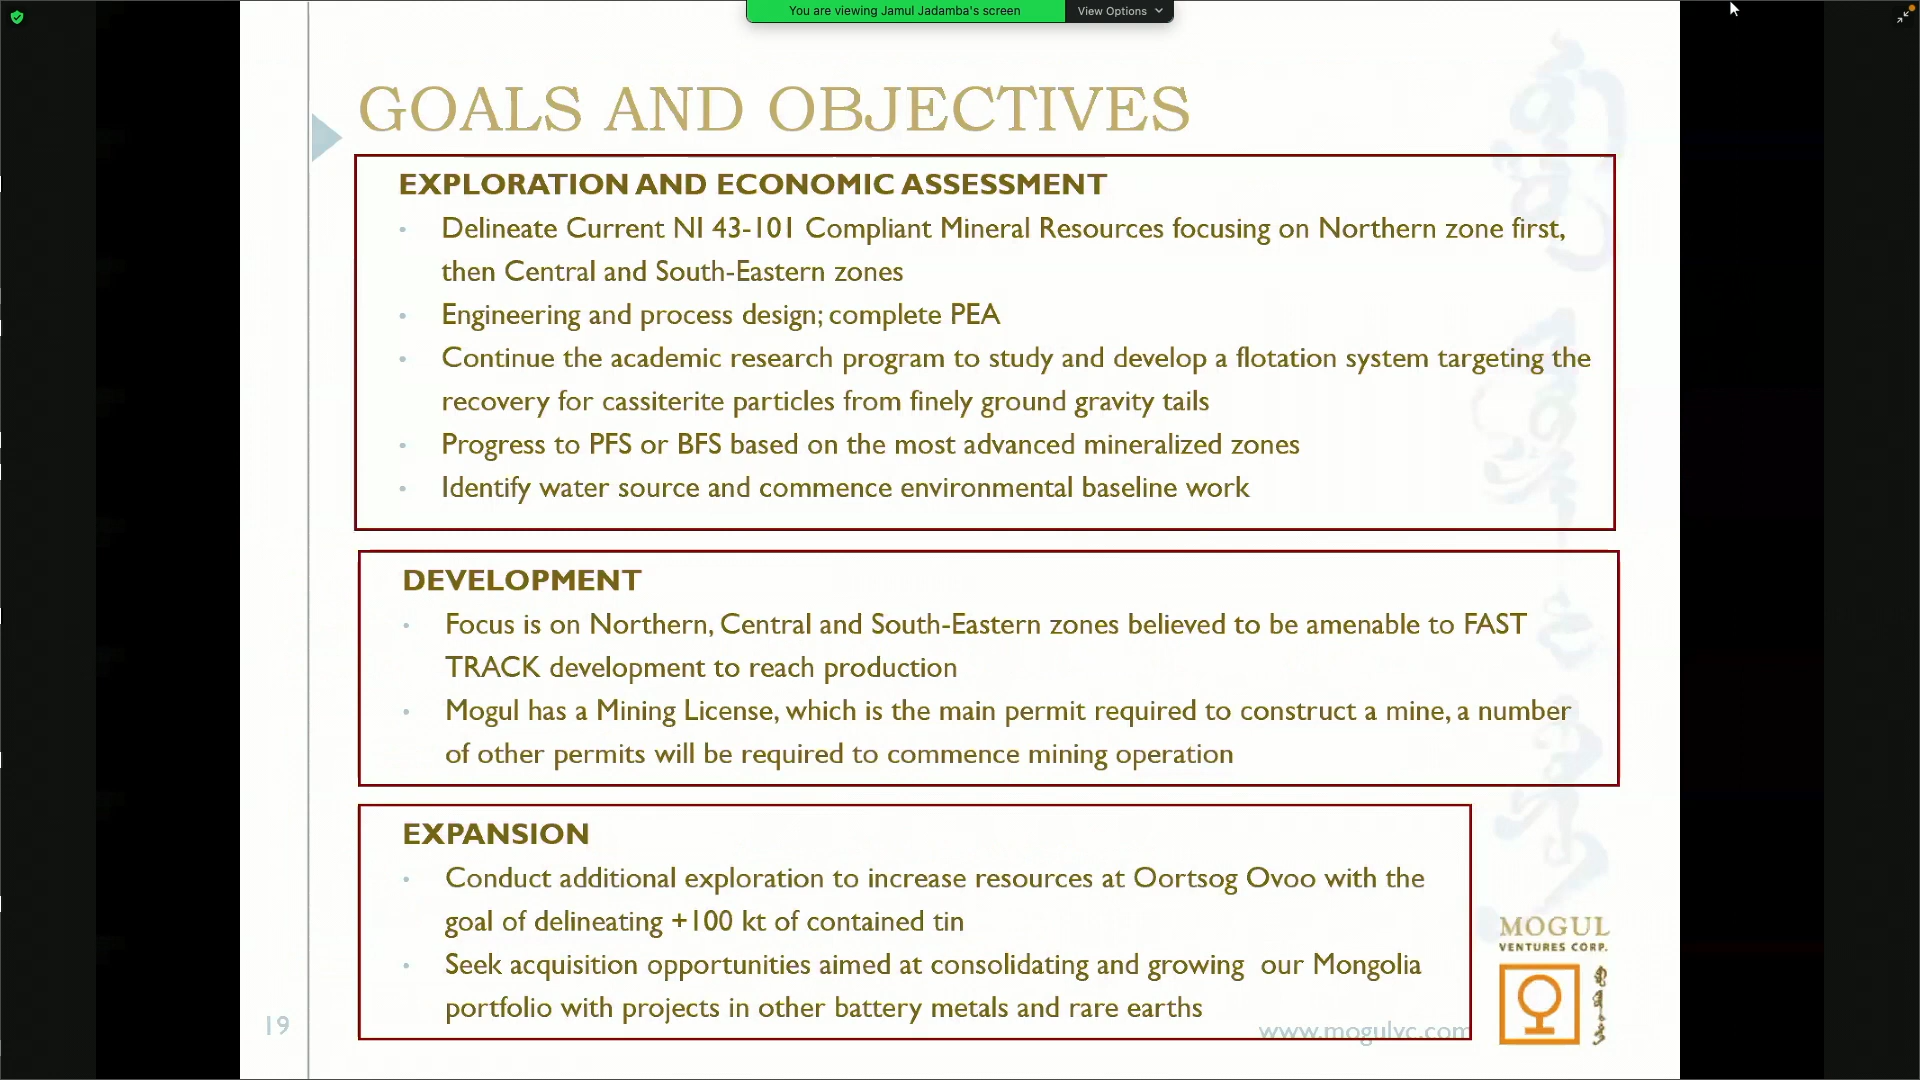 You are viewing Jamul Jadamba's screen
View Options
GOALS AND OBJECTIVES
EXPLORATION AND ECONOMIC ASSESSMENT
• Delineate Current NI 43-101 Compliant Mineral Resources focusing on Northern zone first,
then Central and South-Eastern zones
• Engineering and process design; complete PEA
• Continue the academic research program to study and develop a flotation system targeting the
recovery for cassiterite particles from finely ground gravity tails
• Progress to PFS or BFS based on the most advanced mineralized zones
• Identify water source and commence environmental baseline work
DEVELOPMENT
• Focus is on Northern, Central and South-Eastern zones believed to be amenable to FAST
TRACK development to reach production
• Mogul has a Mining License, which is the main permit required to construct a mine, a number
of other permits will be required to commence mining operation
EXPANSION
• Conduct additional exploration to increase resources at Oortsog Ovoo with the
goal of delineating +100 kt of contained tin
• Seek acquisition opportunities aimed at consolidating and growing our Mongolia
portfolio with projects in other battery metals and rare earths
MOGUL
VENTURES CORP.
19
www.mogulvc.com